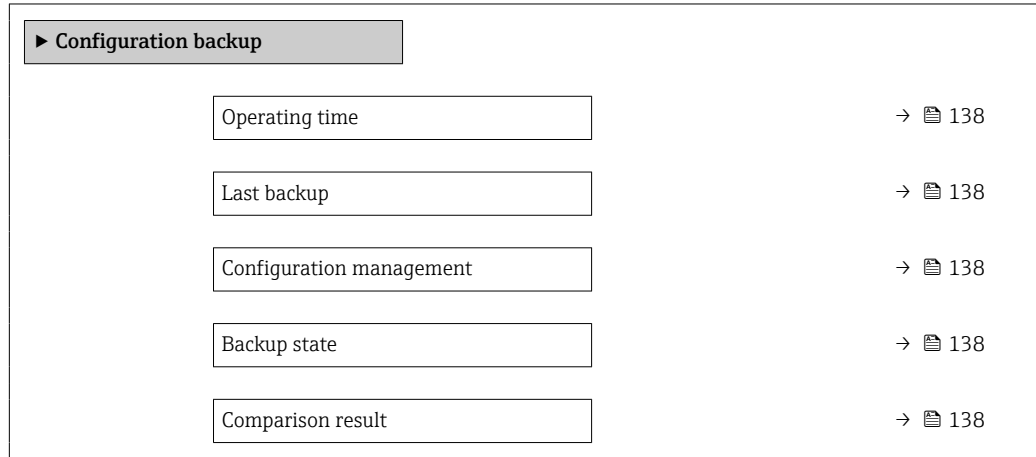 ▶ Configuration backup
Operating time → 138
Last backup → 138
Configuration management → 138
Backup state → 138
Comparison result → 138